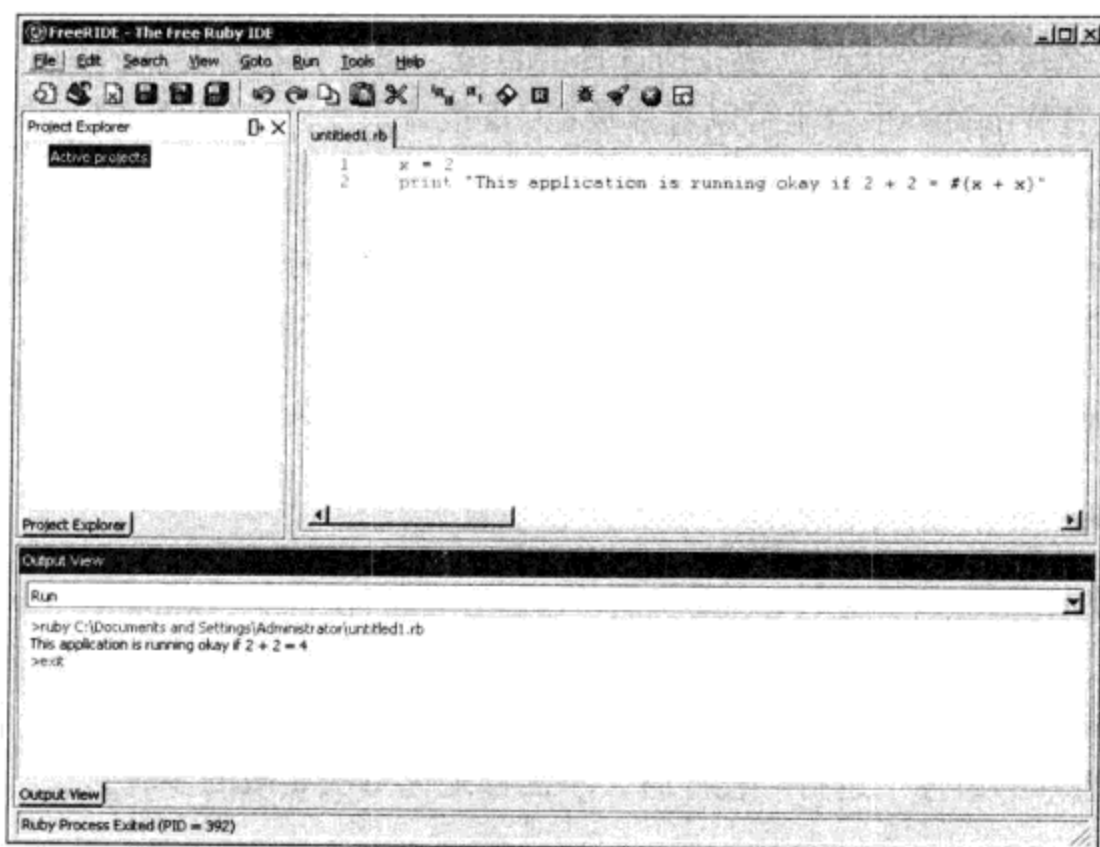 FreeRIDE - The Free Ruby IDE
File Edit Search View Goto Run Tools Help
Project Explorer
Active projects
untitled1.rb
1 x = 2
2 print "This application is running okay if 2 + 2 = #{x + x}"
Project Explorer
Output View
Run
>ruby C:\Documents and Settings\Administrator\untitled1.rb
This application is running okay if 2 + 2 = 4
>exit
Output View
Ruby Process Exited (PID = 392)